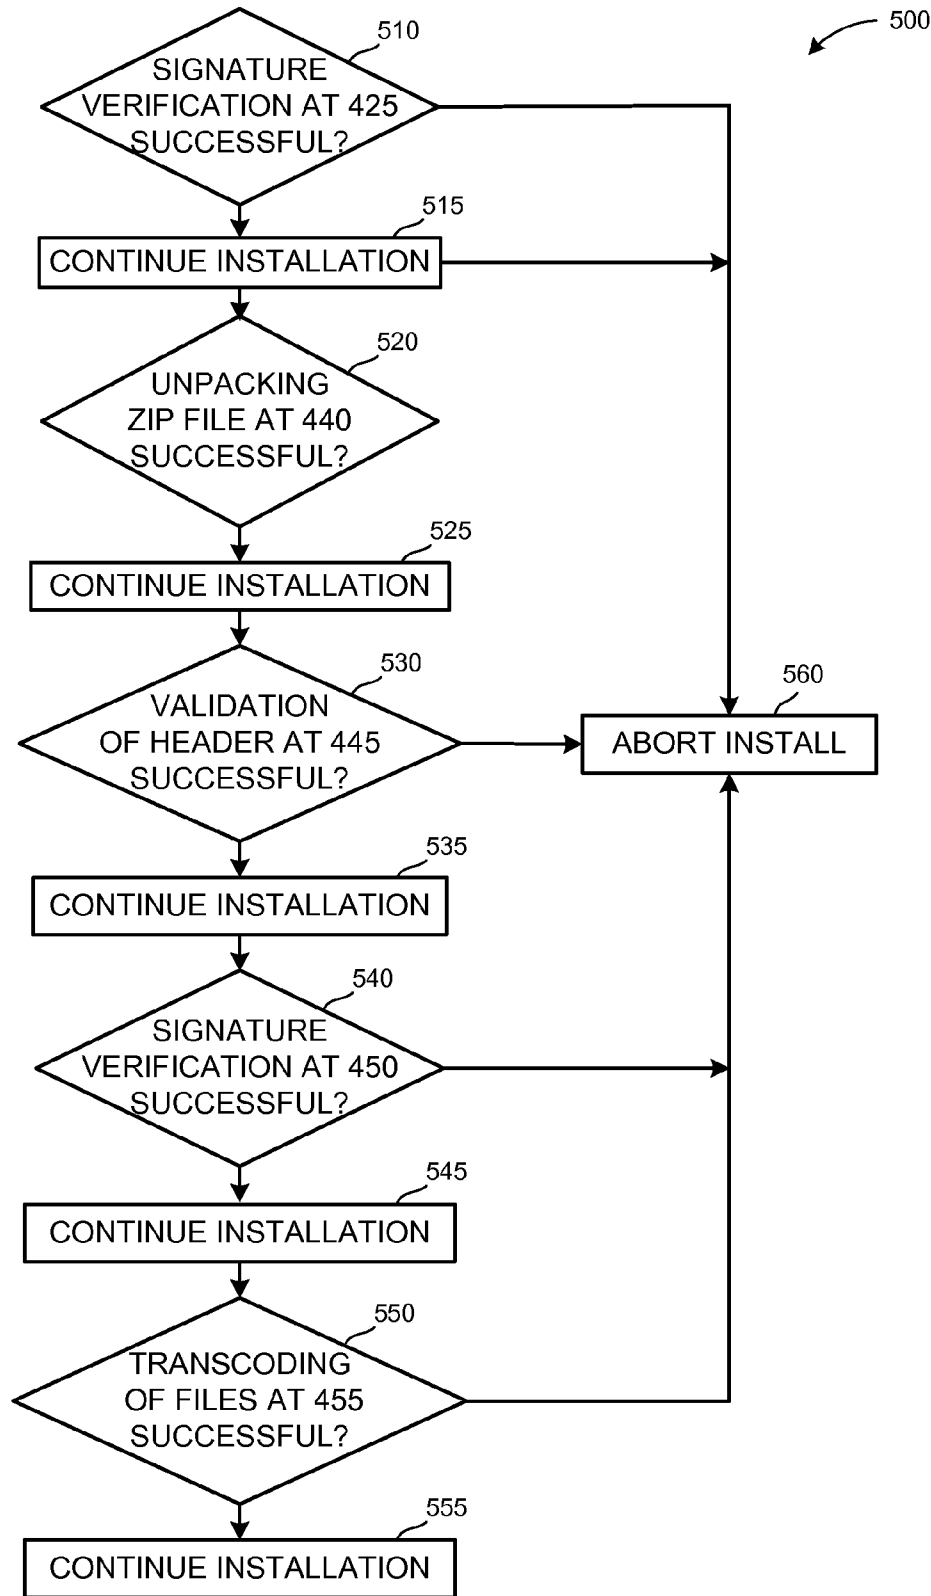 500
510
SIGNATURE
VERIFICATION AT 425
SUCCESSFUL?
515
CONTINUE INSTALLATION
520
UNPACKING
ZIP FILE AT 440
SUCCESSFUL?
525
CONTINUE INSTALLATION
530
VALIDATION
OF HEADER AT 445
SUCCESSFUL?
560
ABORT INSTALL
535
CONTINUE INSTALLATION
540
SIGNATURE
VERIFICATION AT 450
SUCCESSFUL?
545
CONTINUE INSTALLATION
550
TRANSCODING
OF FILES AT 455
SUCCESSFUL?
555
CONTINUE INSTALLATION